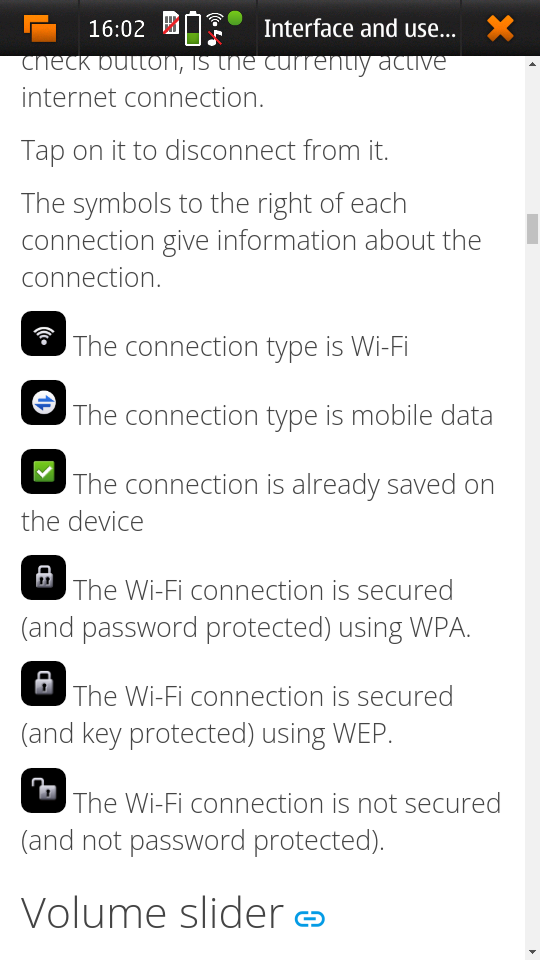 16:02
Interface and use...
check button, is the currently active
internet connection.
Tap on it to disconnect from it.
The symbols to the right of each
connection give information about the
connection.
The connection type is Wi-Fi
The connection type is mobile data
The connection is already saved on
the device
The Wi-Fi connection is secured
(and password protected) using WPA.
The Wi-Fi connection is secured
(and key protected) using WEP.
The Wi-Fi connection is not secured
(and not password protected).
Volume slider